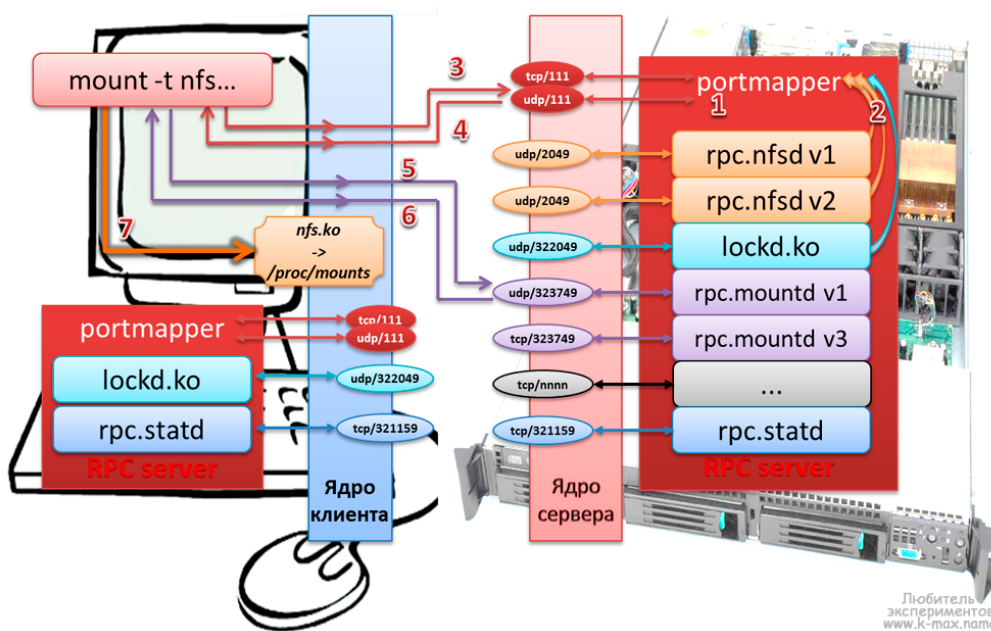 mount -t nfs...
3
4
5
6
7
nfs.ko
->
/proc/mounts
portmapper
tcp/111
udp/111
lockd.ko
udp/322049
rpc.statd
tcp/321159
RPC server
Ядро
клиента
tcp/111
udp/111
portmapper
1
2
udp/2049
rpc.nfsd v1
udp/2049
rpc.nfsd v2
udp/322049
lockd.ko
udp/323749
rpc.mountd v1
tcp/323749
rpc.mountd v3
tcp/nnnn
...
tcp/321159
rpc.statd
RPC server
Ядро
сервера
Любитель
экспериментов
www.k-max.name